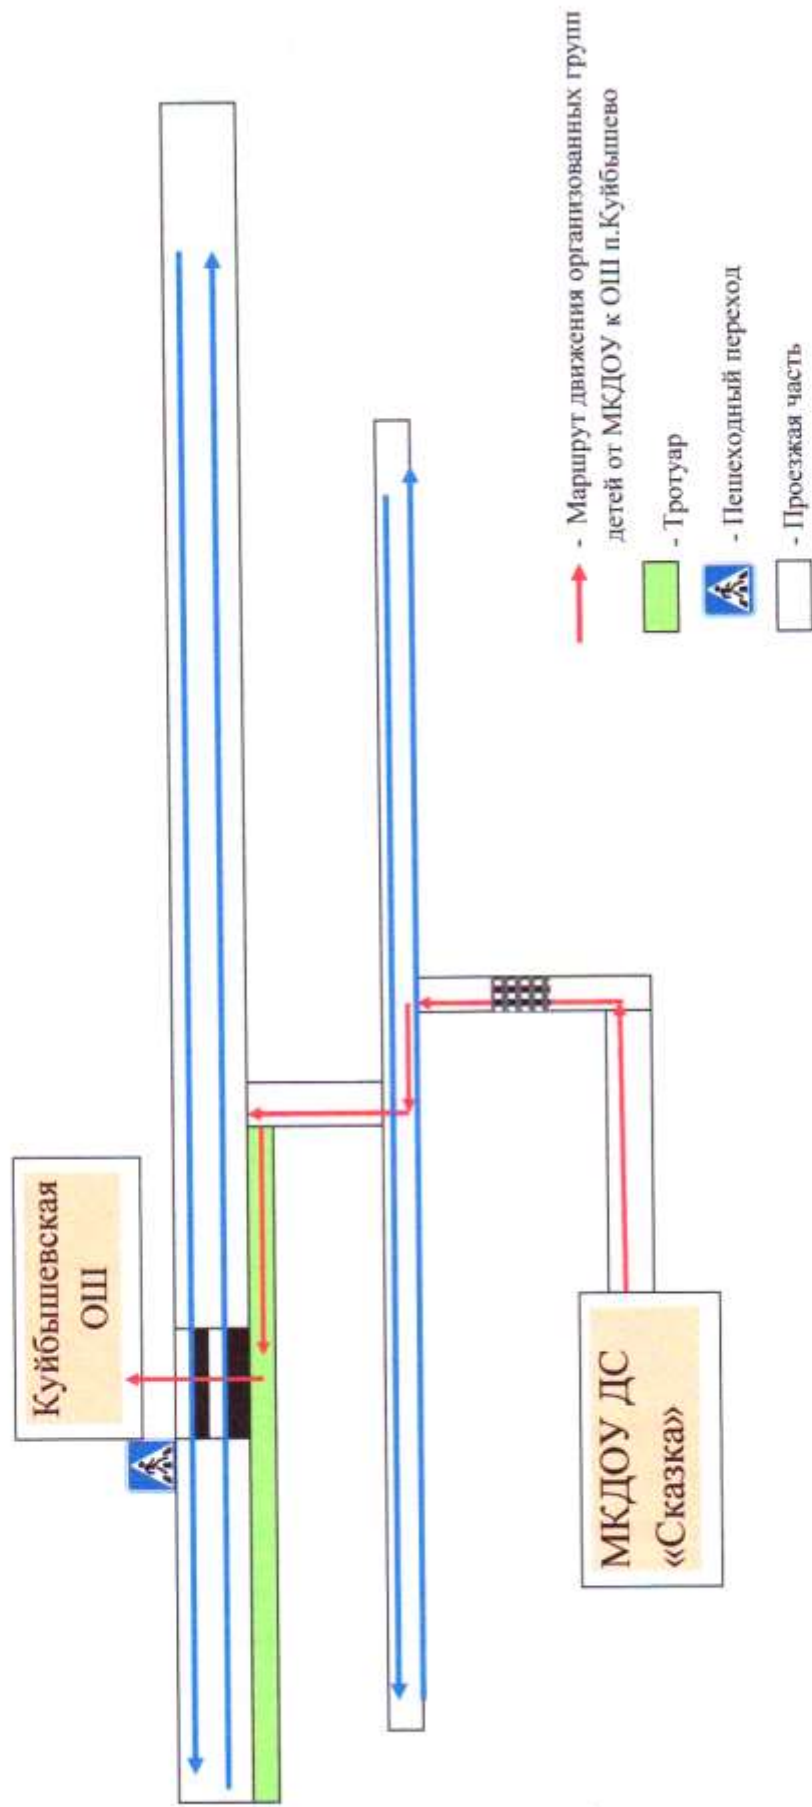 Куйбышевская
ОШ
МКДОУ ДС
«Сказка»
- Маршрут движения организованных групп
детей от МКДОУ к ОШ п.Куйбышево
- Тротуар
- Пешеходный переход
- Проезжая часть